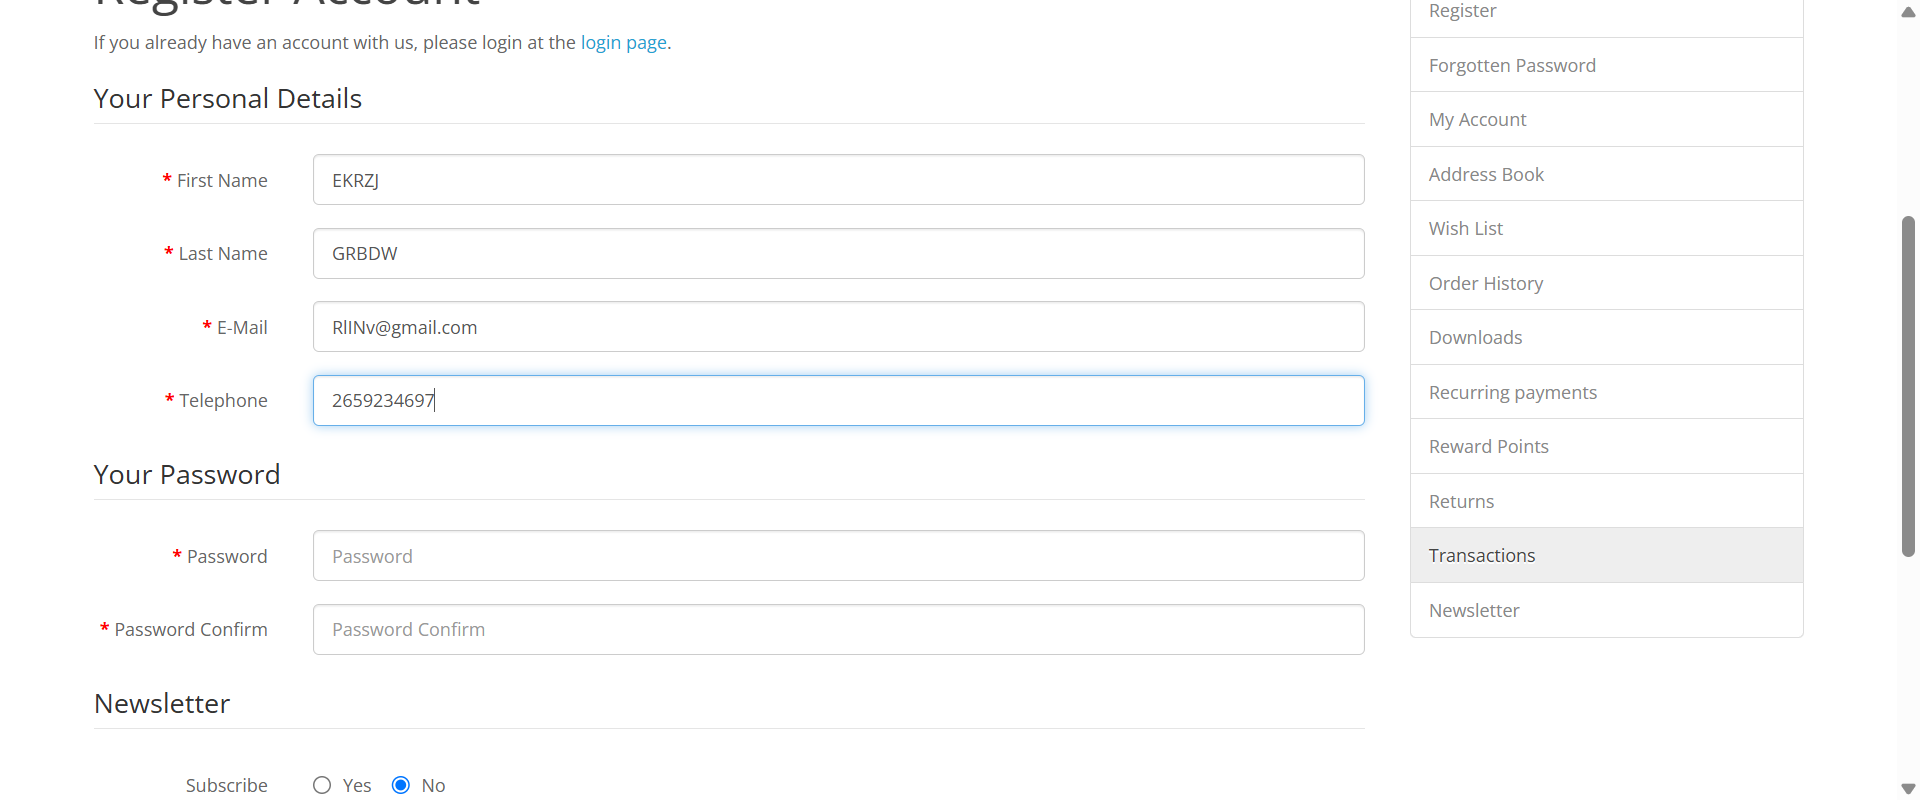 Register Account
If you already have an account with us, please login at the login page.
Your Personal Details
* First Name
EKRZJ
* Last Name
GRBDW
* E-Mail
RlINv@gmail.com
* Telephone
2659234697
Your Password
* Password
Password
* Password Confirm
Password Confirm
Newsletter
Subscribe
Yes
No
Register
Forgotten Password
My Account
Address Book
Wish List
Order History
Downloads
Recurring payments
Reward Points
Returns
Transactions
Newsletter